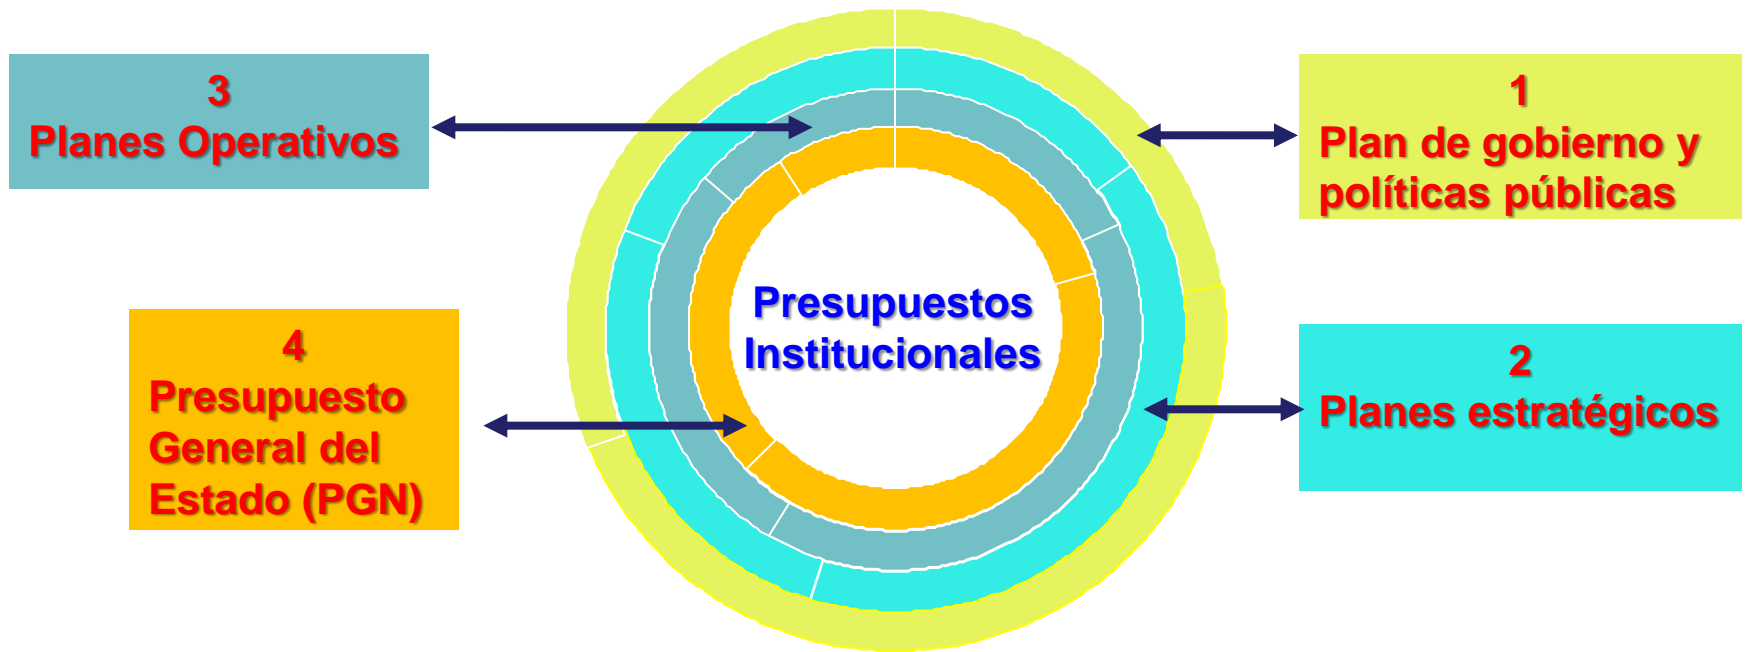 3
Planes Operativos
1
Plan de gobierno y
políticas públicas
Presupuestos
Institucionales
4
Presupuesto
General del
Estado (PGN)
2
Planes estratégicos